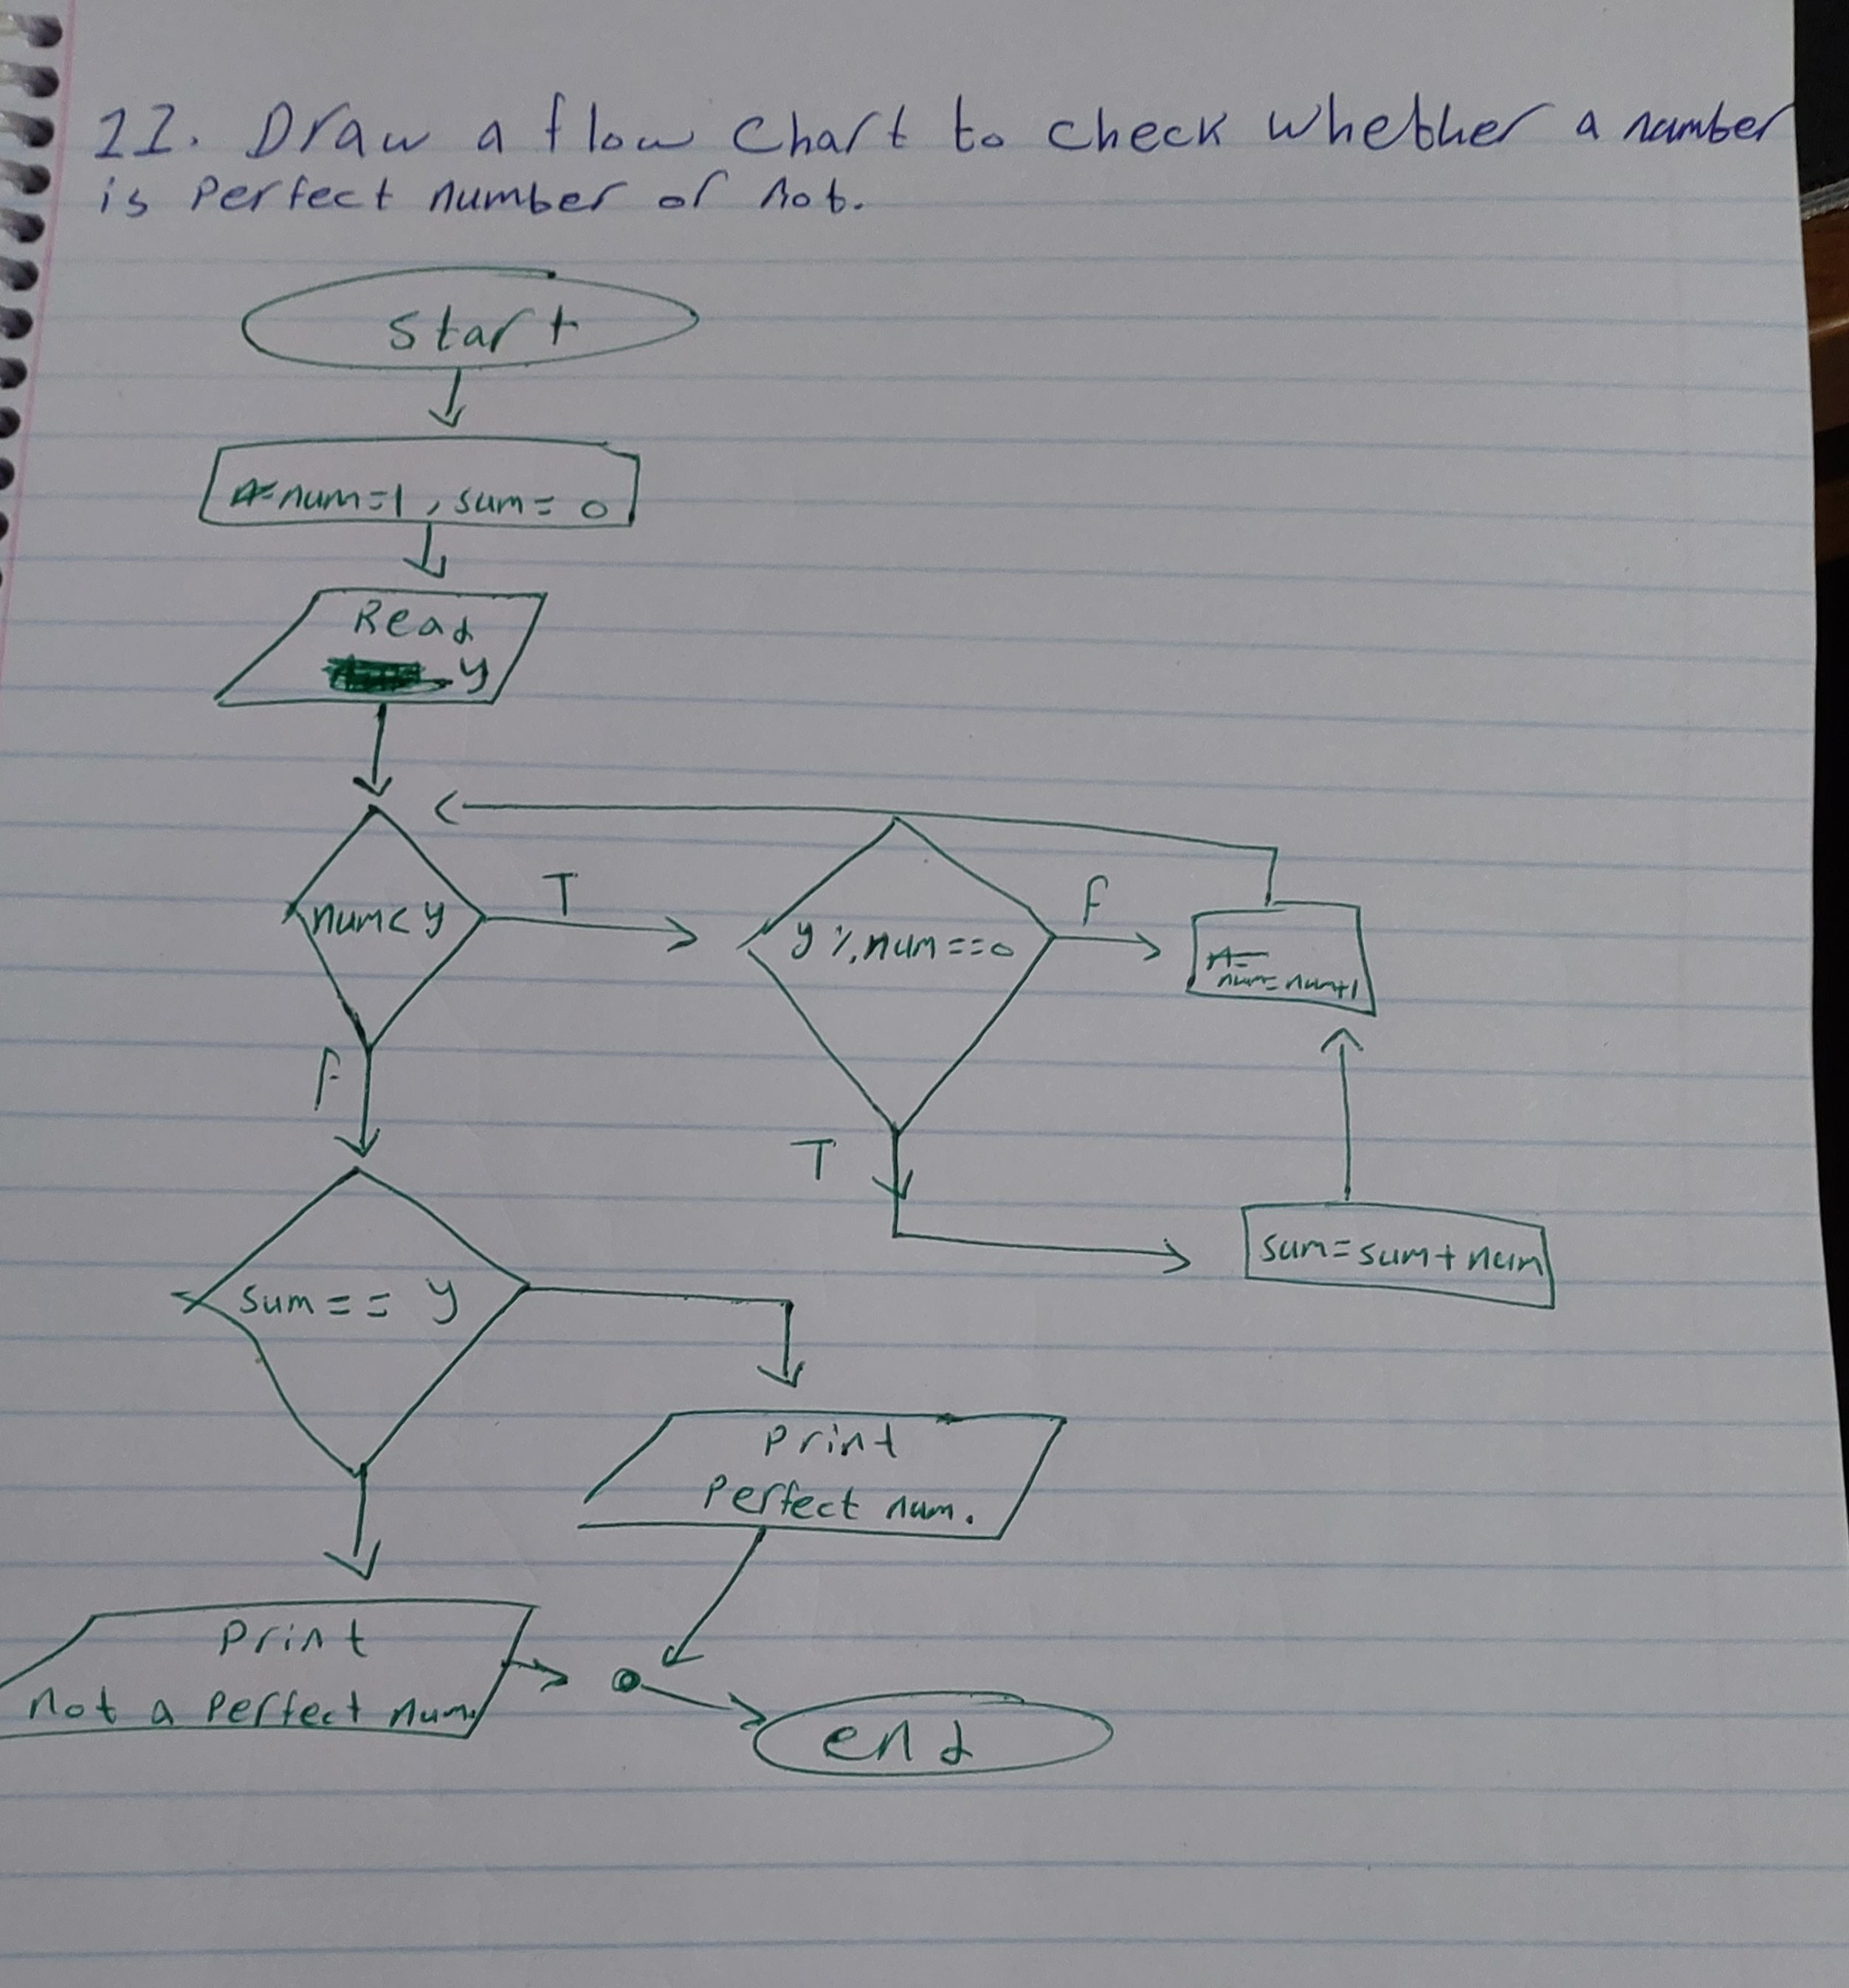 11. Draw a flow Chart to check whether a number
is perfect number or not.
start
num=1, sum= 0
Read
y
num< y
T
y % num ==0
F
num= num+1
F
T
sum= sum+ num
sum== y
print
perfect num.
print
not a perfect num.
end